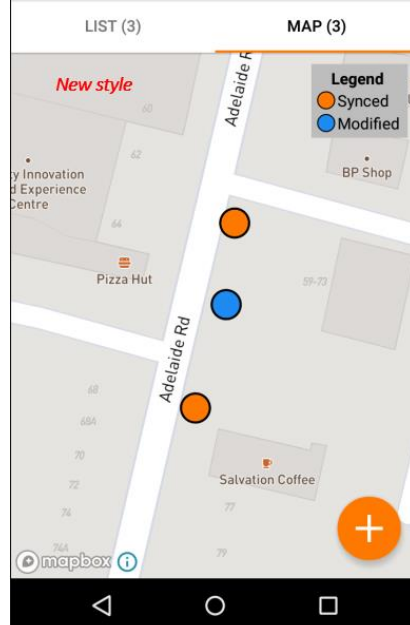 LIST (3)
MAP (3)
New style
Legend
Synced
Modified
Adelaide R
60
62
ty Innovation
d Experience
Centre
BP Shop
64
Pizza Hut
59-73
Adelaide Rd
68
68A
70
Salvation Coffee
72
77
74
74A
79
mapbox